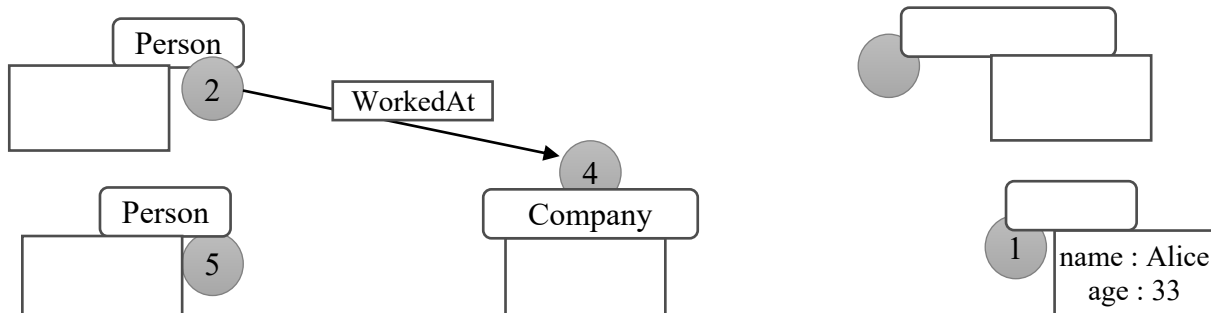 Person
2
WorkedAt
4
Person
Company
5
1
name : Alice
age : 33